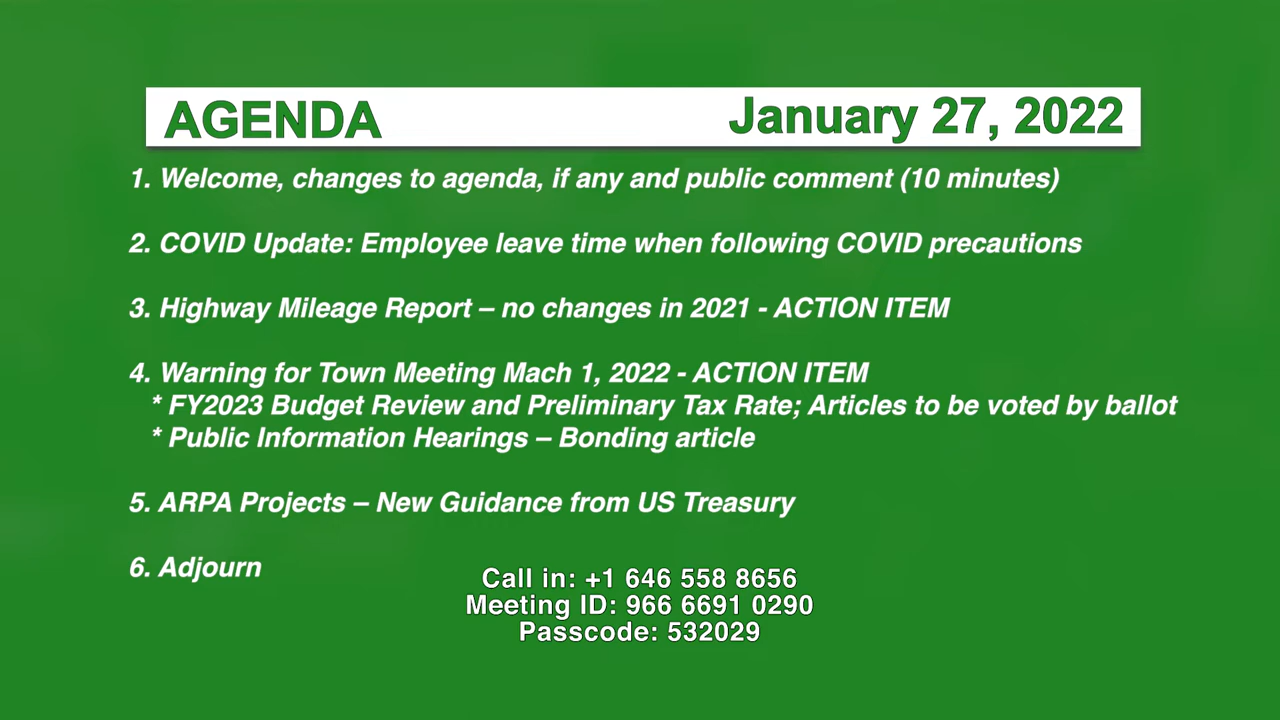 AGENDA January 27, 2022
1. Welcome, changes to agenda, if any and public comment (10 minutes)
2. COVID Update: Employee leave time when following COVID precautions
3. Highway Mileage Report – no changes in 2021 - ACTION ITEM
4. Warning for Town Meeting Mach 1, 2022 - ACTION ITEM
* FY2023 Budget Review and Preliminary Tax Rate; Articles to be voted by ballot
* Public Information Hearings – Bonding article
5. ARPA Projects – New Guidance from US Treasury
6. Adjourn
Call in: +1 646 558 8656
Meeting ID: 966 6691 0290
Passcode: 532029